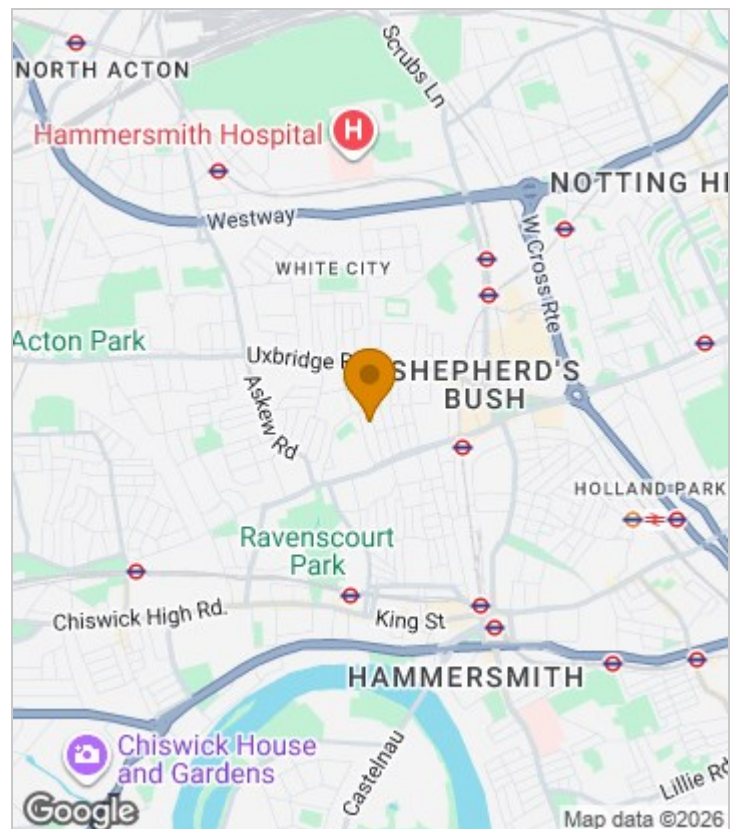 Scrubs Ln
NORTH ACTON
Hammersmith Hospital
H
NOTTING HI
Westway
W Cross Rte
WHITE CITY
Acton Park
Uxbridge
SHEPHERD'S
BUSH
Askew Rd
HOLLAND PARK
Ravenscourt
Park
Chiswick High Rd.
King St
HAMMERSMITH
Chiswick House
and Gardens
Castelnau
Lillie Rd
Google
Map data ©2026